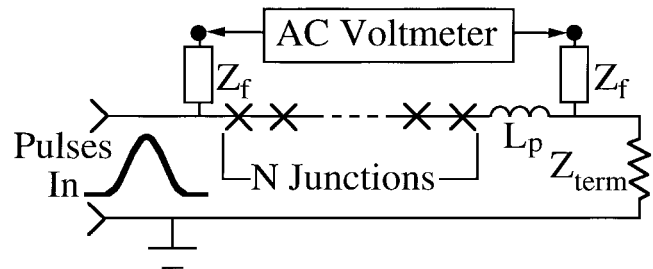 AC Voltmeter
Z_f
Z_f
Pulses
In
N Junctions
L_p
Z_term